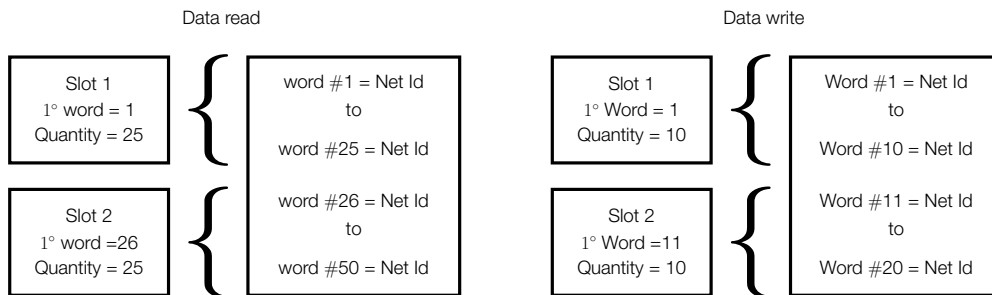 Data read
Slot 1
1° word = 1
Quantity = 25
word #1 = Net Id
to
word #25 = Net Id
Slot 2
1° word =26
Quantity = 25
word #26 = Net Id
to
word #50 = Net Id
Data write
Slot 1
1° Word = 1
Quantity = 10
Word #1 = Net Id
to
Word #10 = Net Id
Slot 2
1° Word =11
Quantity = 10
Word #11 = Net Id
to
Word #20 = Net Id